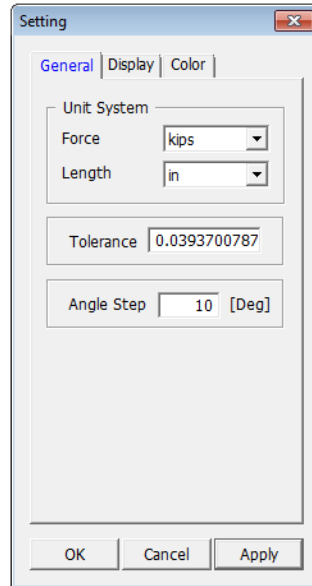 Setting
General Display Color
Unit System
Force kips
Length in
Tolerance 0.0393700787
Angle Step 10 [Deg]
OK Cancel Apply